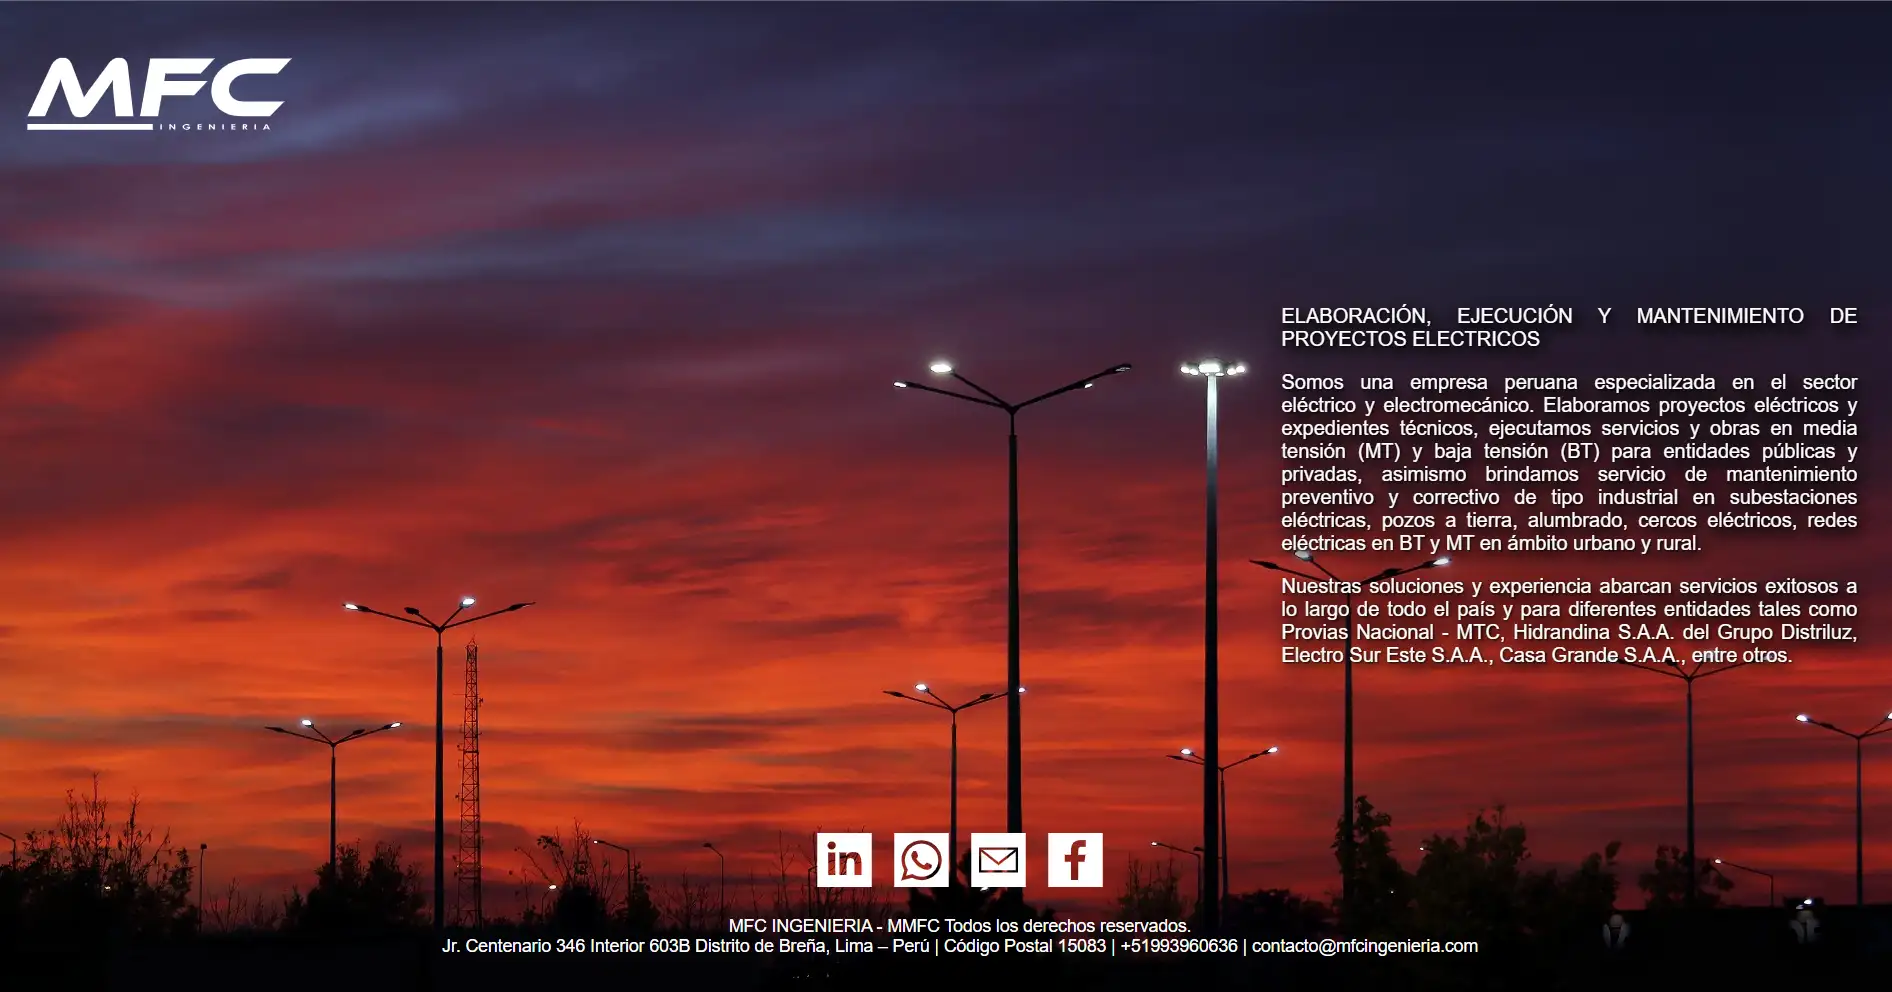 MFC
INGENIERIA
ELABORACIÓN, EJECUCIÓN Y MANTENIMIENTO DE
PROYECTOS ELECTRICOS
Somos una empresa peruana especializada en el sector
eléctrico y electromecánico. Elaboramos proyectos eléctricos y
expedientes técnicos, ejecutamos servicios y obras en media
tensión (MT) y baja tensión (BT) para entidades públicas y
privadas, asimismo brindamos servicio de mantenimiento
preventivo y correctivo de tipo industrial en subestaciones
eléctricas, pozos a tierra, alumbrado, cercos eléctricos, redes
eléctricas en BT y MT en ámbito urbano y rural.
Nuestras soluciones y experiencia abarcan servicios exitosos a
lo largo de todo el país y para diferentes entidades tales como
Provias Nacional - MTC, Hidrandina S.A.A. del Grupo Distriluz,
Electro Sur Este S.A.A., Casa Grande S.A.A., entre otros.
in
f
MFC INGENIERIA - MMFC Todos los derechos reservados.
Jr. Centenario 346 Interior 603B Distrito de Breña, Lima – Perú | Código Postal 15083 | +51993960636 | contacto@mfcingenieria.com